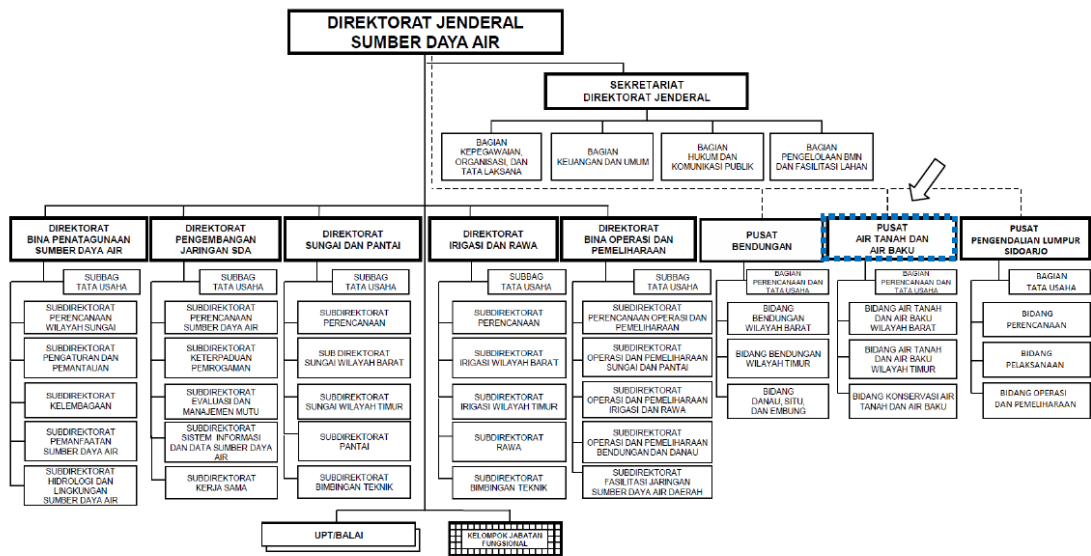 DIREKTORAT JENDERAL
SUMBER DAYA AIR
SEKRETARIAT
DIREKTORAT JENDERAL
BAGIAN
KEPEGAWAIAN,
ORGANISASI, DAN
TATA LAKSANA
BAGIAN
KEUANGAN DAN UMUM
BAGIAN
HUKUM DAN
KOMUNIKASI PUBLIK
BAGIAN
PENGELOLAAN BMN
DAN FASILITASI LAHAN
DIREKTORAT
BINA PENATAGUNAAN
SUMBER DAYA AIR
SUBBAG
TATA USAHA
SUBDIREKTORAT
PERENCANAAN
WILAYAH SUNGAI
SUBDIREKTORAT
PENGATURAN DAN
PEMANTAUAN
SUBDIREKTORAT
KELEMBAGAAN
SUBDIREKTORAT
PEMANFAATAN
SUMBER DAYA AIR
SUBDIREKTORAT
HIDROLOGI DAN
LINGKUNGAN
SUMBER DAYA AIR
DIREKTORAT
PENGEMBANGAN
JARINGAN SDA
SUBBAG
TATA USAHA
SUBDIREKTORAT
PERENCANAAN
SUMBER DAYA AIR
SUBDIREKTORAT
KETERPADUAN
PEMROGAMAN
SUBDIREKTORAT
EVALUASI DAN
MANAJEMEN MUTU
SUBDIREKTORAT
SISTEM INFORMASI
DAN DATA SUMBER DAYA
AIR
SUBDIREKTORAT
KERJA SAMA
DIREKTORAT
SUNGAI DAN PANTAI
SUBBAG
TATA USAHA
SUBDIREKTORAT
PERENCANAAN
SUB DIREKTORAT
SUNGAI WILAYAH BARAT
SUBDIREKTORAT
SUNGAI WILAYAH TIMUR
SUBDIREKTORAT
PANTAI
SUBDIREKTORAT
BIMBINGAN TEKNIK
DIREKTORAT
IRIGASI DAN RAWA
SUBBAG
TATA USAHA
SUBDIREKTORAT
PERENCANAAN
SUBDIREKTORAT
IRIGASI WILAYAH BARAT
SUBDIREKTORAT
IRIGASI WILAYAH TIMUR
SUBDIREKTORAT
RAWA
SUBDIREKTORAT
BIMBINGAN TEKNIK
DIREKTORAT
BINA OPERASI DAN
PEMELIHARAAN
SUBBAG
TATA USAHA
SUBDIREKTORAT
PERENCANAAN OPERASI DAN
PEMELIHARAAN
SUBDIREKTORAT
OPERASI DAN PEMELIHARAAN
SUNGAI DAN PANTAI
SUBDIREKTORAT
OPERASI DAN PEMELIHARAAN
IRIGASI DAN RAWA
SUBDIREKTORAT
OPERASI DAN PEMELIHARAAN
BENDUNGAN DAN DANAU
SUBDIREKTORAT
FASILITASI JARINGAN
SUMBER DAYA AIR DAERAH
PUSAT
BENDUNGAN
BAGIAN
PERENCANAAN DAN
TATA USAHA
BIDANG
BENDUNGAN
WILAYAH BARAT
BIDANG BENDUNGAN
WILAYAH TIMUR
BIDANG
DANAU, SITU,
DAN EMBUNG
PUSAT
AIR TANAH DAN
AIR BAKU
BAGIAN
PERENCANAAN DAN
TATA USAHA
BIDANG AIR TANAH
DAN AIR BAKU
WILAYAH BARAT
BIDANG AIR TANAH
DAN AIR BAKU
WILAYAH TIMUR
BIDANG KONSERVASI AIR
TANAH DAN AIR BAKU
PUSAT
PENGENDALIAN LUMPUR
SIDOARJO
BAGIAN
TATA USAHA
BIDANG
PERENCANAAN
BIDANG
PELAKSANAAN
BIDANG OPERASI
DAN PEMELIHARAAN
UPT/BALAI
KELOMPOK JABATAN
FUNGSIONAL